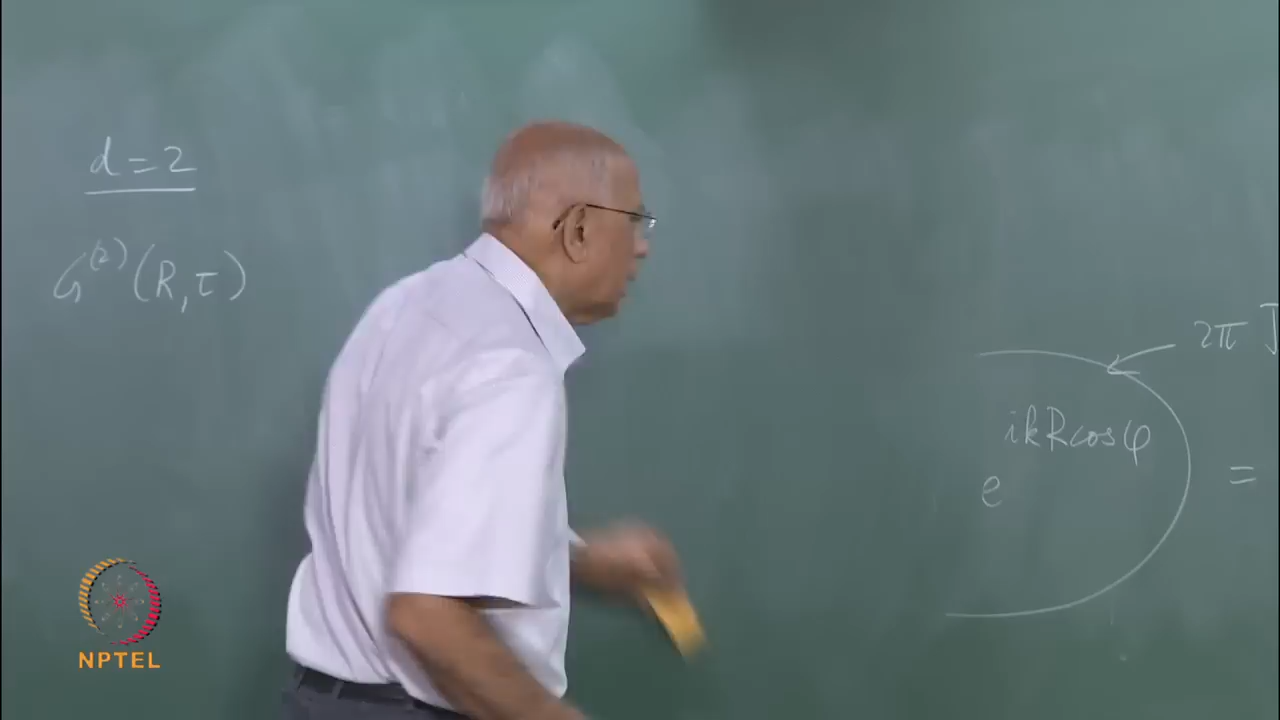 d = 2
G^(2) (R, τ)
2π J
e^{ikR cos φ} =
NPTEL